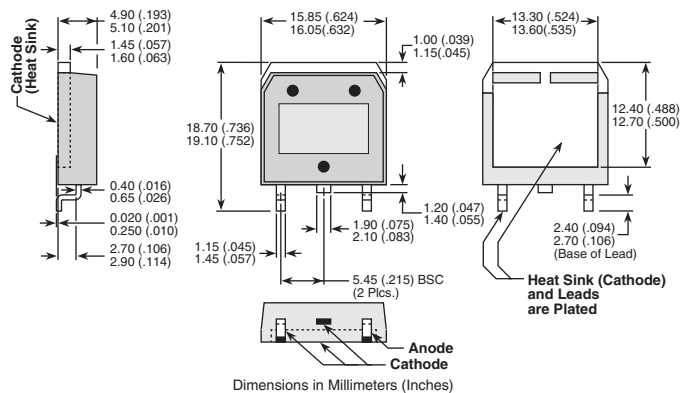 4.90 (.193)
5.10 (.201)
1.45 (.057)
1.60 (.063)
Cathode
(Heat Sink)
0.40 (.016)
0.65 (.026)
0.020 (.001)
0.250 (.010)
2.70 (.106)
2.90 (.114)
15.85 (.624)
16.05(.632)
1.00 (.039)
1.15(.045)
18.70 (.736)
19.10 (.752)
1.20 (.047)
1.40 (.055)
1.90 (.075)
2.10 (.083)
1.15 (.045)
1.45 (.057)
5.45 (.215) BSC
(2 Plcs.)
13.30 (.524)
13.60(.535)
12.40 (.488)
12.70 (.500)
2.40 (.094)
2.70 (.106)
(Base of Lead)
Heat Sink (Cathode)
and Leads
are Plated
Anode
Cathode
Dimensions in Millimeters (Inches)